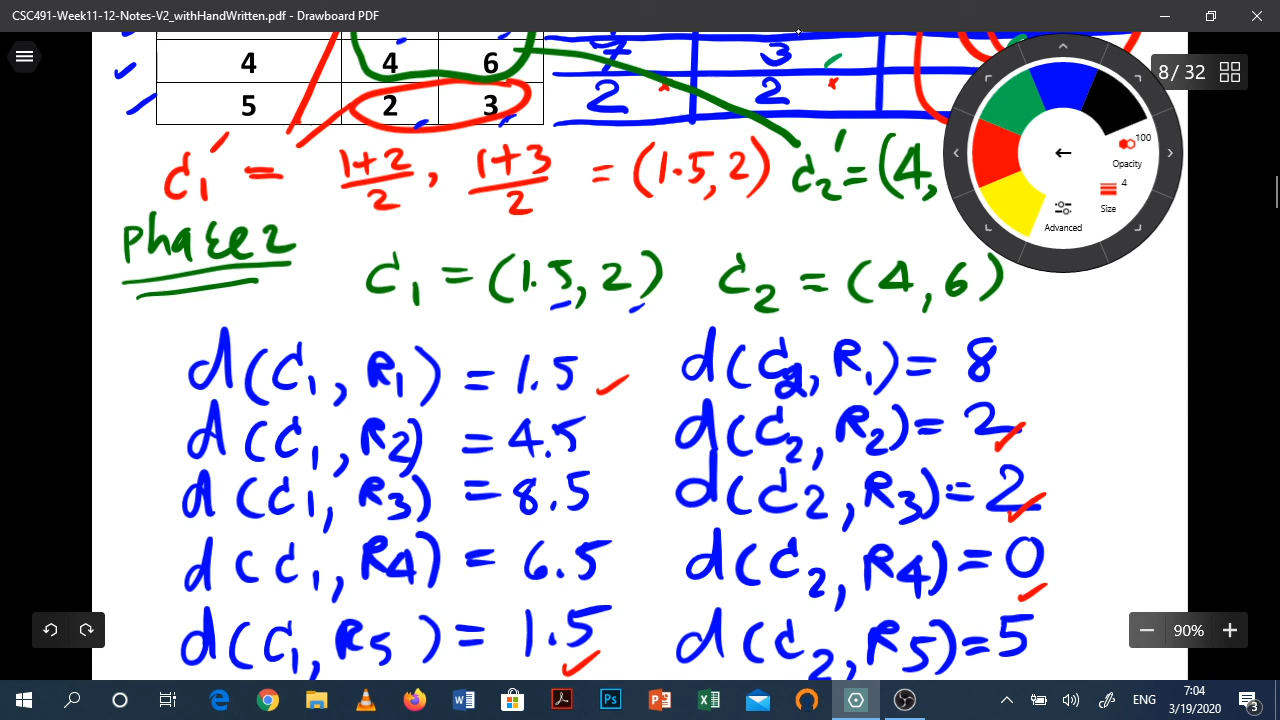 CSC491-Week11-12-Notes-V2_withHandWritten.pdf - Drawboard PDF
8 / 32
4 4 6 7 3
5 2 3 2 2
C₁' = 1+2/2 , 1+3/2 = (1.5, 2) C₂' = (4,
Phase 2
C₁ = (1.5, 2) C₂ = (4, 6)
d(C₁, R₁) = 1.5 ✓ d(C₂, R₁) = 8
d(C₁, R2) = 4.5 d(C₂, R₂) = 2 ✓
d(C1, R3) = 8.5 d(C2, R3) = 2 ✓
d(C₁, R4) = 6.5 d(C₂, R4) = 0 ✓
d(C₁, R5) = 1.5 ✓ d(C₂, R5) = 5
100
Opacity
4
Size
Advanced
90%
ENG
7:04
3/19/2020
3